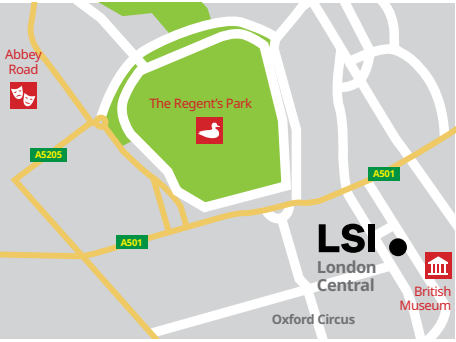 Abbey
Road
The Regent's Park
A5205
A501
A501
LSI
London
Central
British
Museum
Oxford Circus